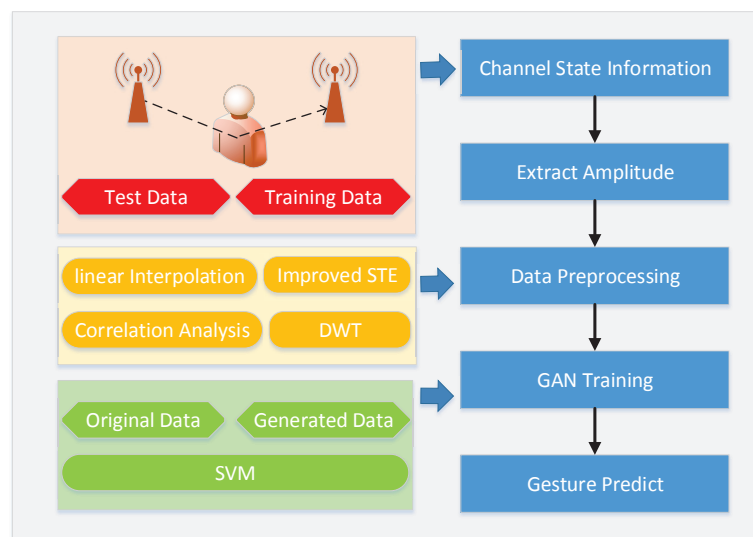 Channel State Information
Test Data
Training Data
Extract Amplitude
linear Interpolation
Improved STE
Data Preprocessing
Correlation Analysis
DWT
GAN Training
Original Data
Generated Data
SVM
Gesture Predict